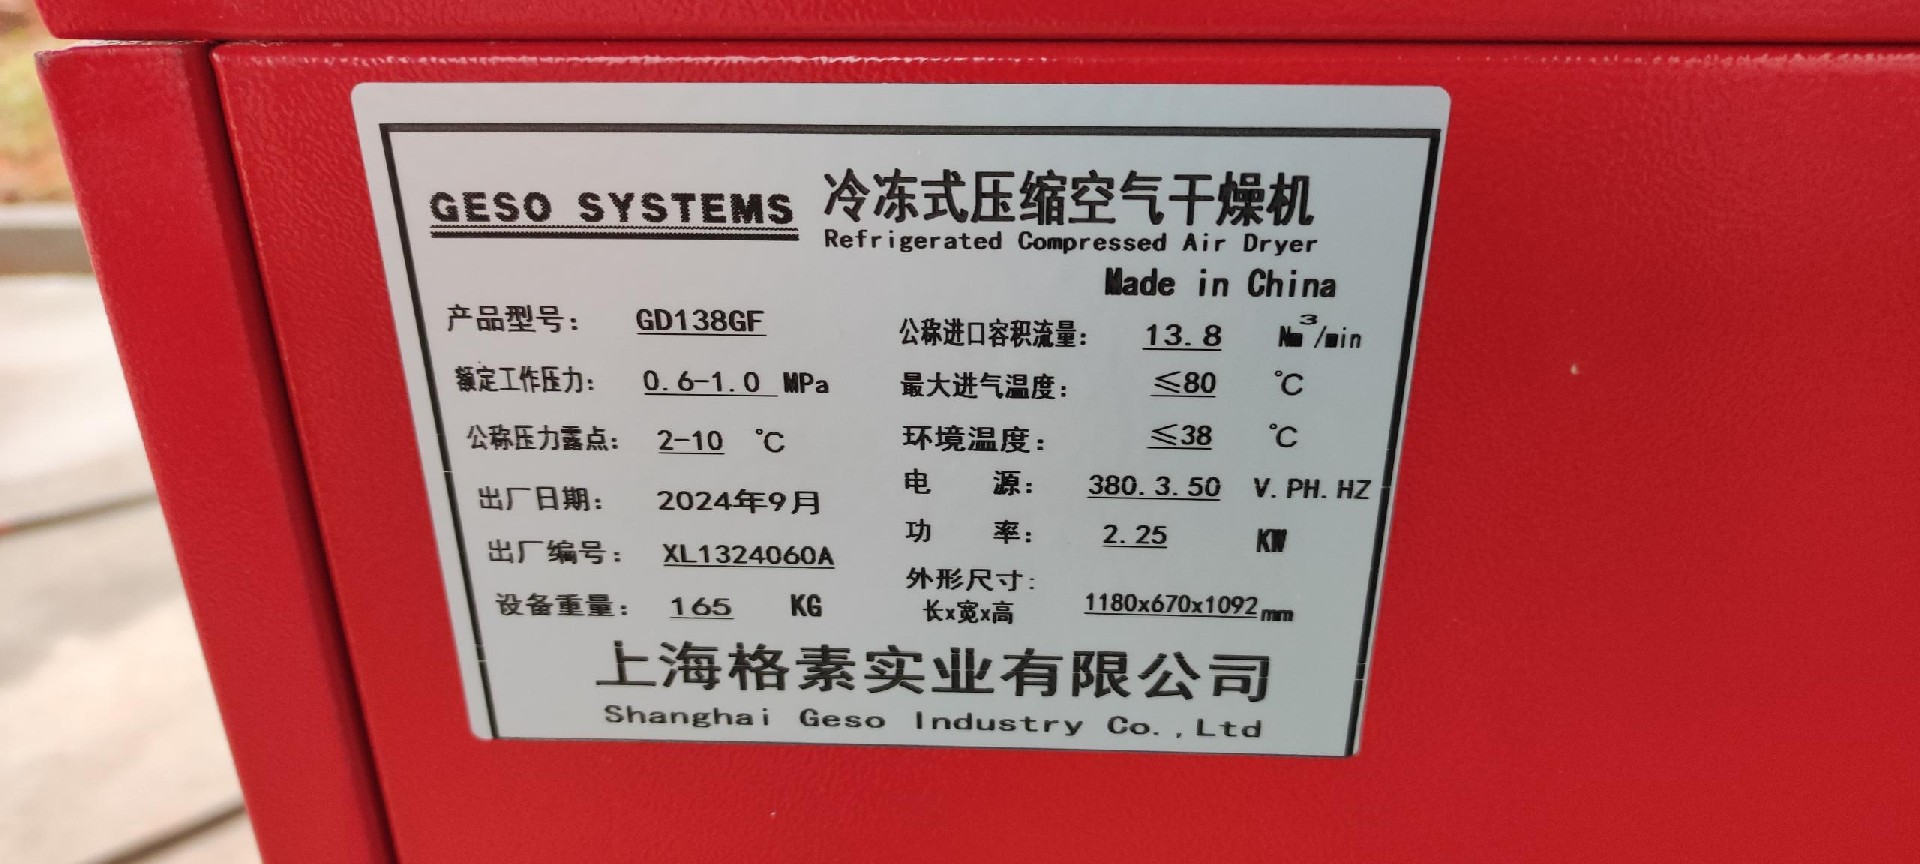 GESO SYSTEMS
冷冻式压缩空气干燥机
Refrigerated Compressed Air Dryer
Made in China
产品型号： GD138GF
额定工作压力： 0.6-1.0 MPa
公称压力露点： 2-10 ℃
出厂日期： 2024年9月
出厂编号： XL1324060A
设备重量： 165 KG
公称进口容积流量： 13.8 Nm³/min
最大进气温度： ≤80 ℃
环境温度： ≤38 ℃
电 源： 380.3.50 V.PH.HZ
功 率： 2.25 KW
外形尺寸:
长x宽x高 1180x670x1092mm
上海格素实业有限公司
Shanghai Geso Industry Co.,Ltd